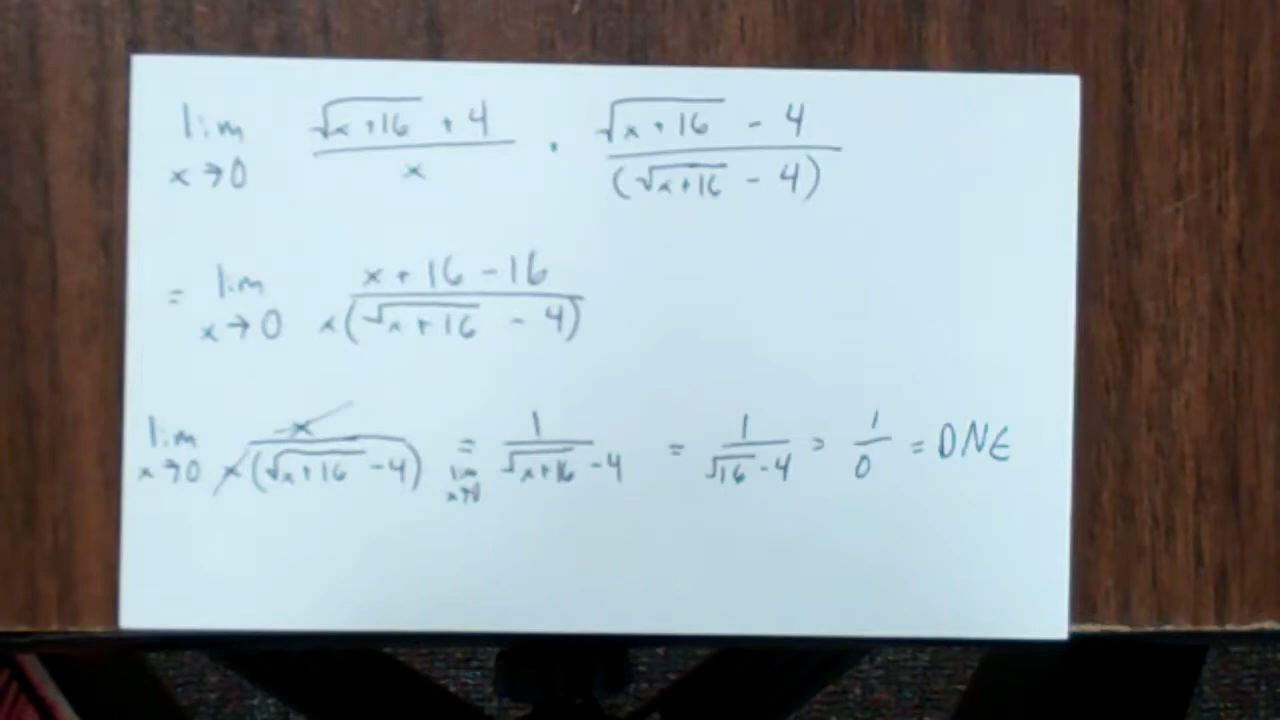 lim x→0 (√(x+16) + 4)/x · (√(x+16) - 4)/((√(x+16) - 4))
= lim x→0 (x+16-16)/(x(√(x+16) - 4))
lim x→0 x/(x(√(x+16) - 4)) = lim x→0 1/(√(x+16) - 4) = 1/(√16 - 4) = 1/0 = DNE